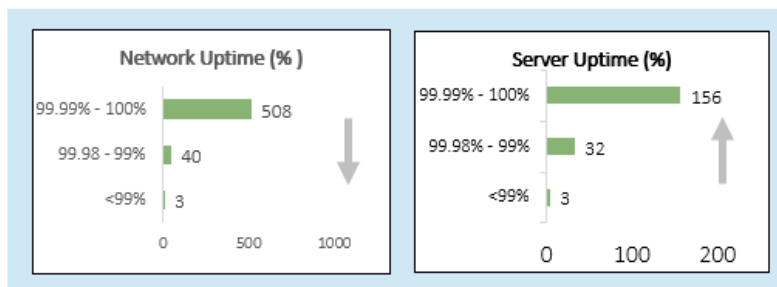 Network Uptime (% )
99.99% - 100%
508
99.98 - 99%
40
<99%
3
0 500 1000
Server Uptime (%)
99.99% - 100%
156
99.98% - 99%
32
<99%
3
0 100 200